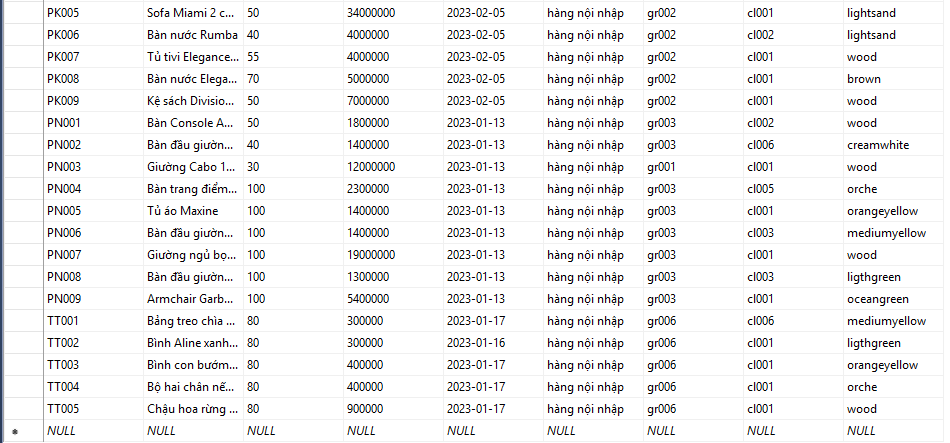 PK005 Sofa Miami 2 c... 50 34000000 2023-02-05 hàng nội nhập gr002 cl001 lightsand
PK006 Bàn nước Rumba 40 4000000 2023-02-05 hàng nội nhập gr002 cl002 lightsand
PK007 Tủ tivi Elegance... 55 4000000 2023-02-05 hàng nội nhập gr002 cl001 wood
PK008 Bàn nước Elega... 70 5000000 2023-02-05 hàng nội nhập gr002 cl001 brown
PK009 Kệ sách Divisio... 50 7000000 2023-02-05 hàng nội nhập gr002 cl001 wood
PN001 Bàn Console A... 50 1800000 2023-01-13 hàng nội nhập gr003 cl002 wood
PN002 Bàn đầu giườn... 40 1400000 2023-01-13 hàng nội nhập gr003 cl006 creamwhite
PN003 Giường Cabo 1... 30 12000000 2023-01-13 hàng nội nhập gr001 cl001 wood
PN004 Bàn trang điểm... 100 2300000 2023-01-13 hàng nội nhập gr003 cl005 orche
PN005 Tủ áo Maxine 100 1400000 2023-01-13 hàng nội nhập gr003 cl001 orangeyellow
PN006 Bàn đầu giườn... 100 1400000 2023-01-13 hàng nội nhập gr003 cl003 mediumyellow
PN007 Giường ngủ bọ... 100 19000000 2023-01-13 hàng nội nhập gr003 cl001 wood
PN008 Bàn đầu giườn... 100 1300000 2023-01-13 hàng nội nhập gr003 cl003 ligthgreen
PN009 Armchair Garb... 100 5400000 2023-01-13 hàng nội nhập gr003 cl001 oceangreen
TT001 Bảng treo chìa ... 80 300000 2023-01-17 hàng nội nhập gr006 cl006 mediumyellow
TT002 Bình Aline xanh... 80 300000 2023-01-16 hàng nội nhập gr006 cl001 ligthgreen
TT003 Bình con bướm... 80 400000 2023-01-17 hàng nội nhập gr006 cl001 orangeyellow
TT004 Bộ hai chân nế... 80 400000 2023-01-17 hàng nội nhập gr006 cl001 orche
TT005 Chậu hoa rừng ... 80 900000 2023-01-17 hàng nội nhập gr006 cl001 wood
NULL NULL NULL NULL NULL NULL NULL NULL NULL